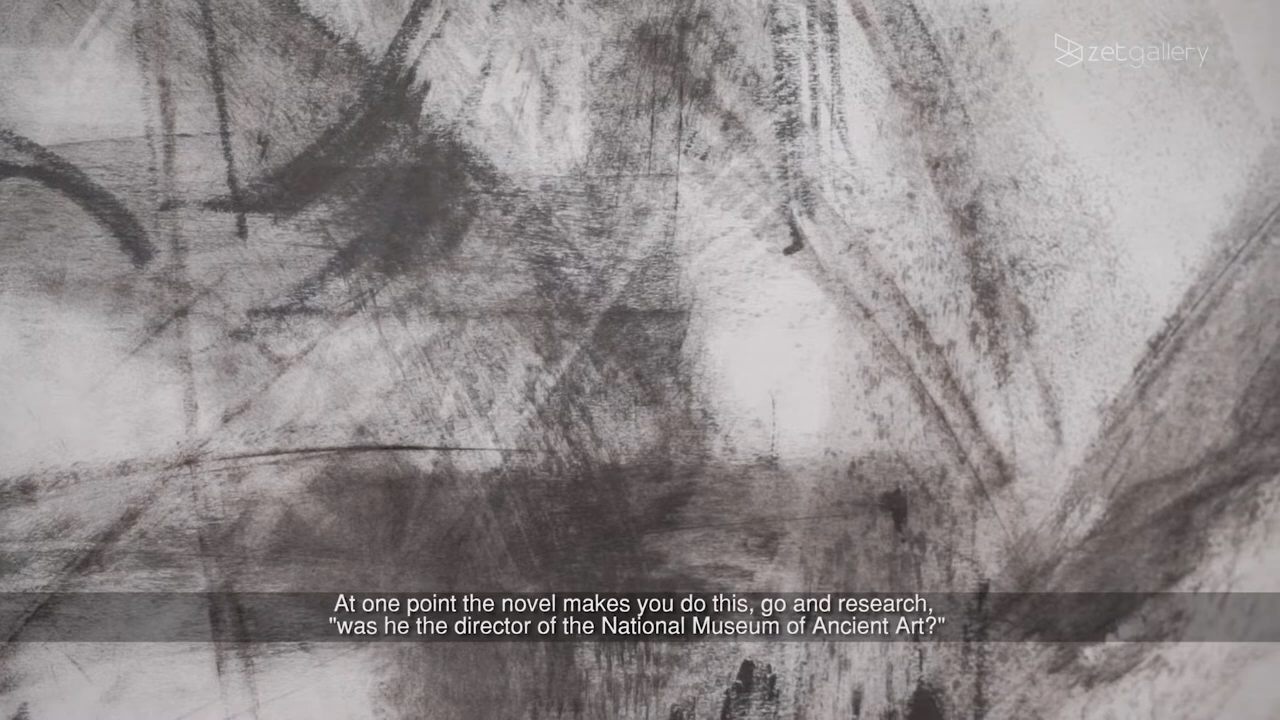 zetgallery
At one point the novel makes you do this, go and research,
"was he the director of the National Museum of Ancient Art?"